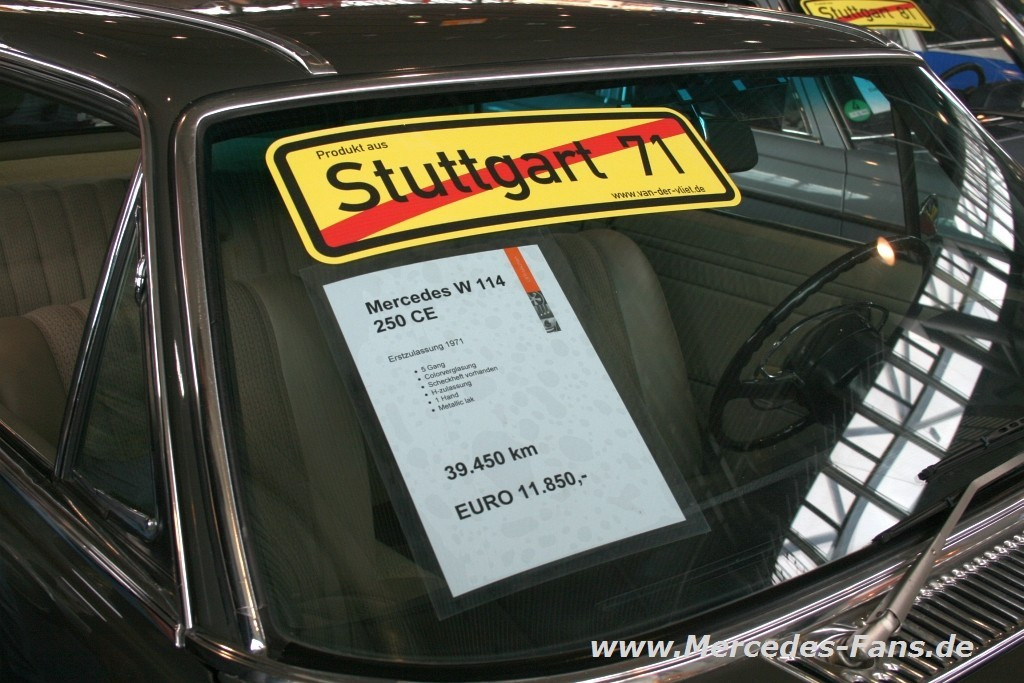 Stuttgart 81
Produkt aus
Stuttgart 71
www.van-der-vliet.de
Mercedes W 114
250 CE
Erstzulassung 1971
• 5 Gang
• Colorverglasung
• Scheckheft vorhanden
• H-zulassung
• 1 Hand
• Metallic lak
39.450 km
EURO 11.850,-
www.Mercedes-Fans.de